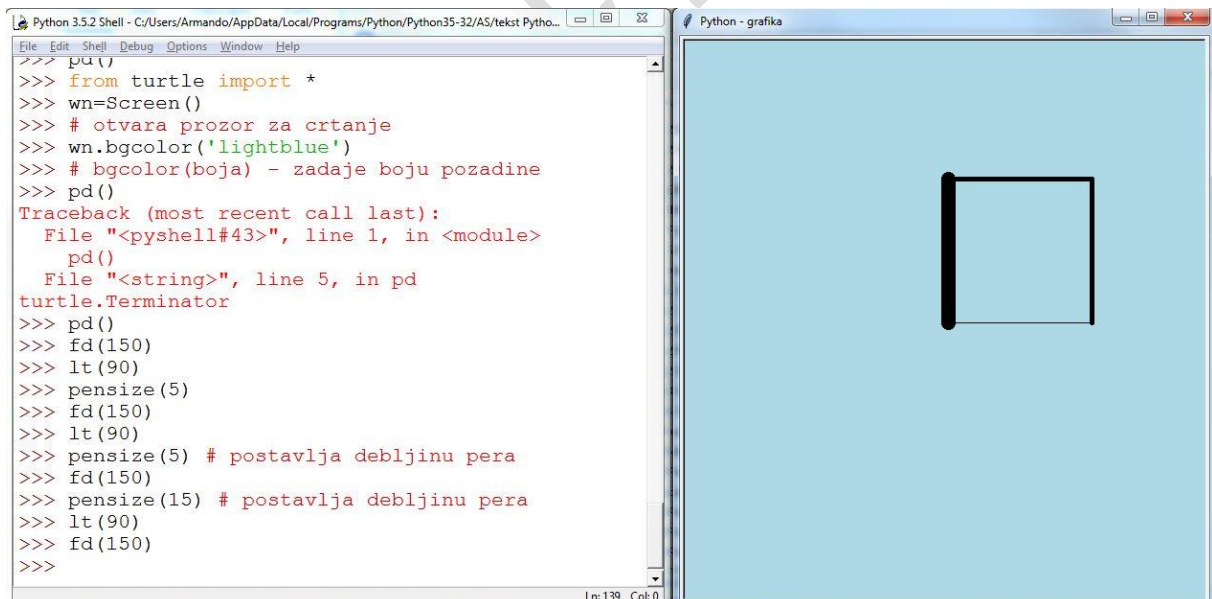 Python 3.5.2 Shell - C:/Users/Armando/AppData/Local/Programs/Python/Python35-32/AS/tekst Pytho...
File Edit Shell Debug Options Window Help
>>> pd()
>>> from turtle import *
>>> wn=Screen()
>>> # otvara prozor za crtanje
>>> wn.bgcolor('lightblue')
>>> # bgcolor(boja) - zadaje boju pozadine
>>> pd()
Traceback (most recent call last):
  File "<pyshell#43>", line 1, in <module>
    pd()
  File "<string>", line 5, in pd
turtle.Terminator
>>> pd()
>>> fd(150)
>>> lt(90)
>>> pensize(5)
>>> fd(150)
>>> lt(90)
>>> pensize(5) # postavlja debljinu pera
>>> fd(150)
>>> pensize(15) # postavlja debljinu pera
>>> lt(90)
>>> fd(150)
>>>
Ln: 139 Col: 0
Python - grafika